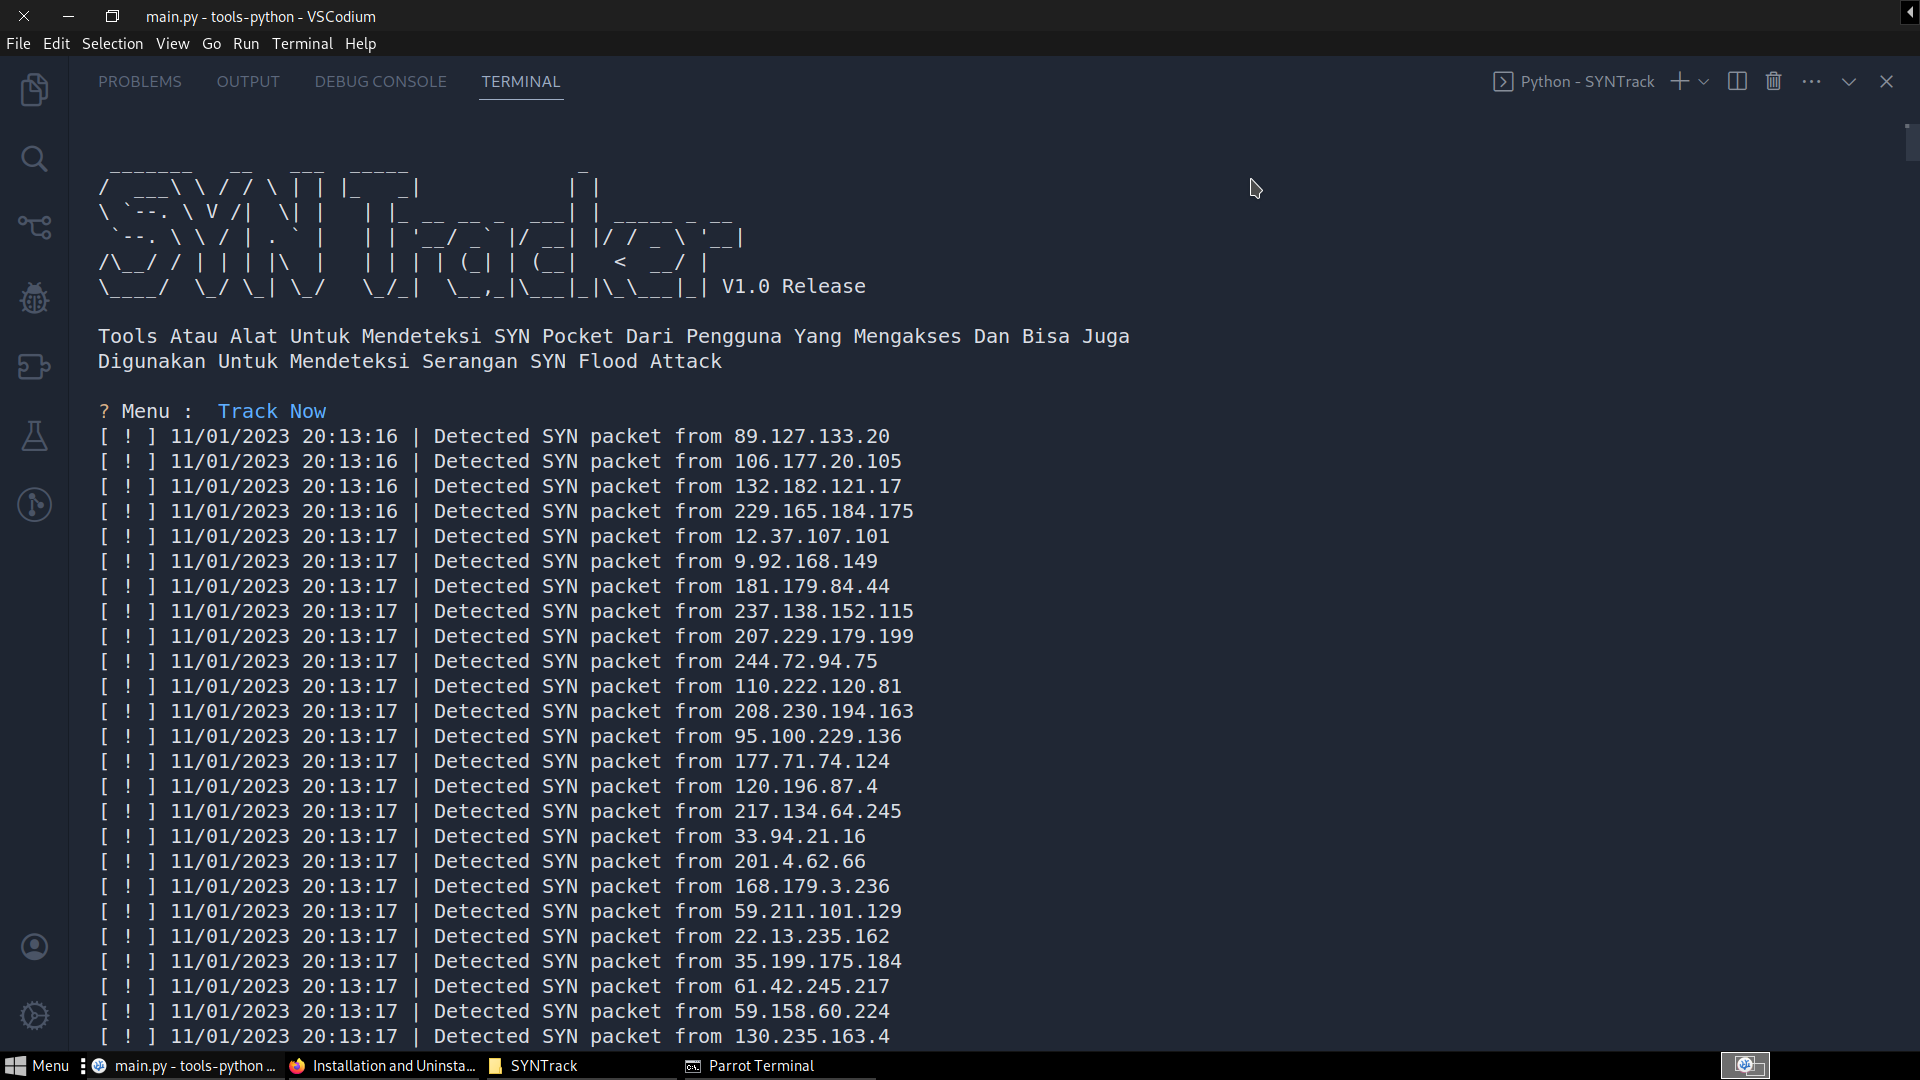 main.py - tools-python - VSCodium
File Edit Selection View Go Run Terminal Help
PROBLEMS OUTPUT DEBUG CONSOLE TERMINAL
Python - SYNTrack
SYN Tracker
V1.0 Release
Tools Atau Alat Untuk Mendeteksi SYN Pocket Dari Pengguna Yang Mengakses Dan Bisa Juga
Digunakan Untuk Mendeteksi Serangan SYN Flood Attack
? Menu : Track Now
[ ! ] 11/01/2023 20:13:16 | Detected SYN packet from 89.127.133.20
[ ! ] 11/01/2023 20:13:16 | Detected SYN packet from 106.177.20.105
[ ! ] 11/01/2023 20:13:16 | Detected SYN packet from 132.182.121.17
[ ! ] 11/01/2023 20:13:16 | Detected SYN packet from 229.165.184.175
[ ! ] 11/01/2023 20:13:17 | Detected SYN packet from 12.37.107.101
[ ! ] 11/01/2023 20:13:17 | Detected SYN packet from 9.92.168.149
[ ! ] 11/01/2023 20:13:17 | Detected SYN packet from 181.179.84.44
[ ! ] 11/01/2023 20:13:17 | Detected SYN packet from 237.138.152.115
[ ! ] 11/01/2023 20:13:17 | Detected SYN packet from 207.229.179.199
[ ! ] 11/01/2023 20:13:17 | Detected SYN packet from 244.72.94.75
[ ! ] 11/01/2023 20:13:17 | Detected SYN packet from 110.222.120.81
[ ! ] 11/01/2023 20:13:17 | Detected SYN packet from 208.230.194.163
[ ! ] 11/01/2023 20:13:17 | Detected SYN packet from 95.100.229.136
[ ! ] 11/01/2023 20:13:17 | Detected SYN packet from 177.71.74.124
[ ! ] 11/01/2023 20:13:17 | Detected SYN packet from 120.196.87.4
[ ! ] 11/01/2023 20:13:17 | Detected SYN packet from 217.134.64.245
[ ! ] 11/01/2023 20:13:17 | Detected SYN packet from 33.94.21.16
[ ! ] 11/01/2023 20:13:17 | Detected SYN packet from 201.4.62.66
[ ! ] 11/01/2023 20:13:17 | Detected SYN packet from 168.179.3.236
[ ! ] 11/01/2023 20:13:17 | Detected SYN packet from 59.211.101.129
[ ! ] 11/01/2023 20:13:17 | Detected SYN packet from 22.13.235.162
[ ! ] 11/01/2023 20:13:17 | Detected SYN packet from 35.199.175.184
[ ! ] 11/01/2023 20:13:17 | Detected SYN packet from 61.42.245.217
[ ! ] 11/01/2023 20:13:17 | Detected SYN packet from 59.158.60.224
[ ! ] 11/01/2023 20:13:17 | Detected SYN packet from 130.235.163.4
Menu main.py - tools-python ... Installation and Uninsta... SYNTrack Parrot Terminal